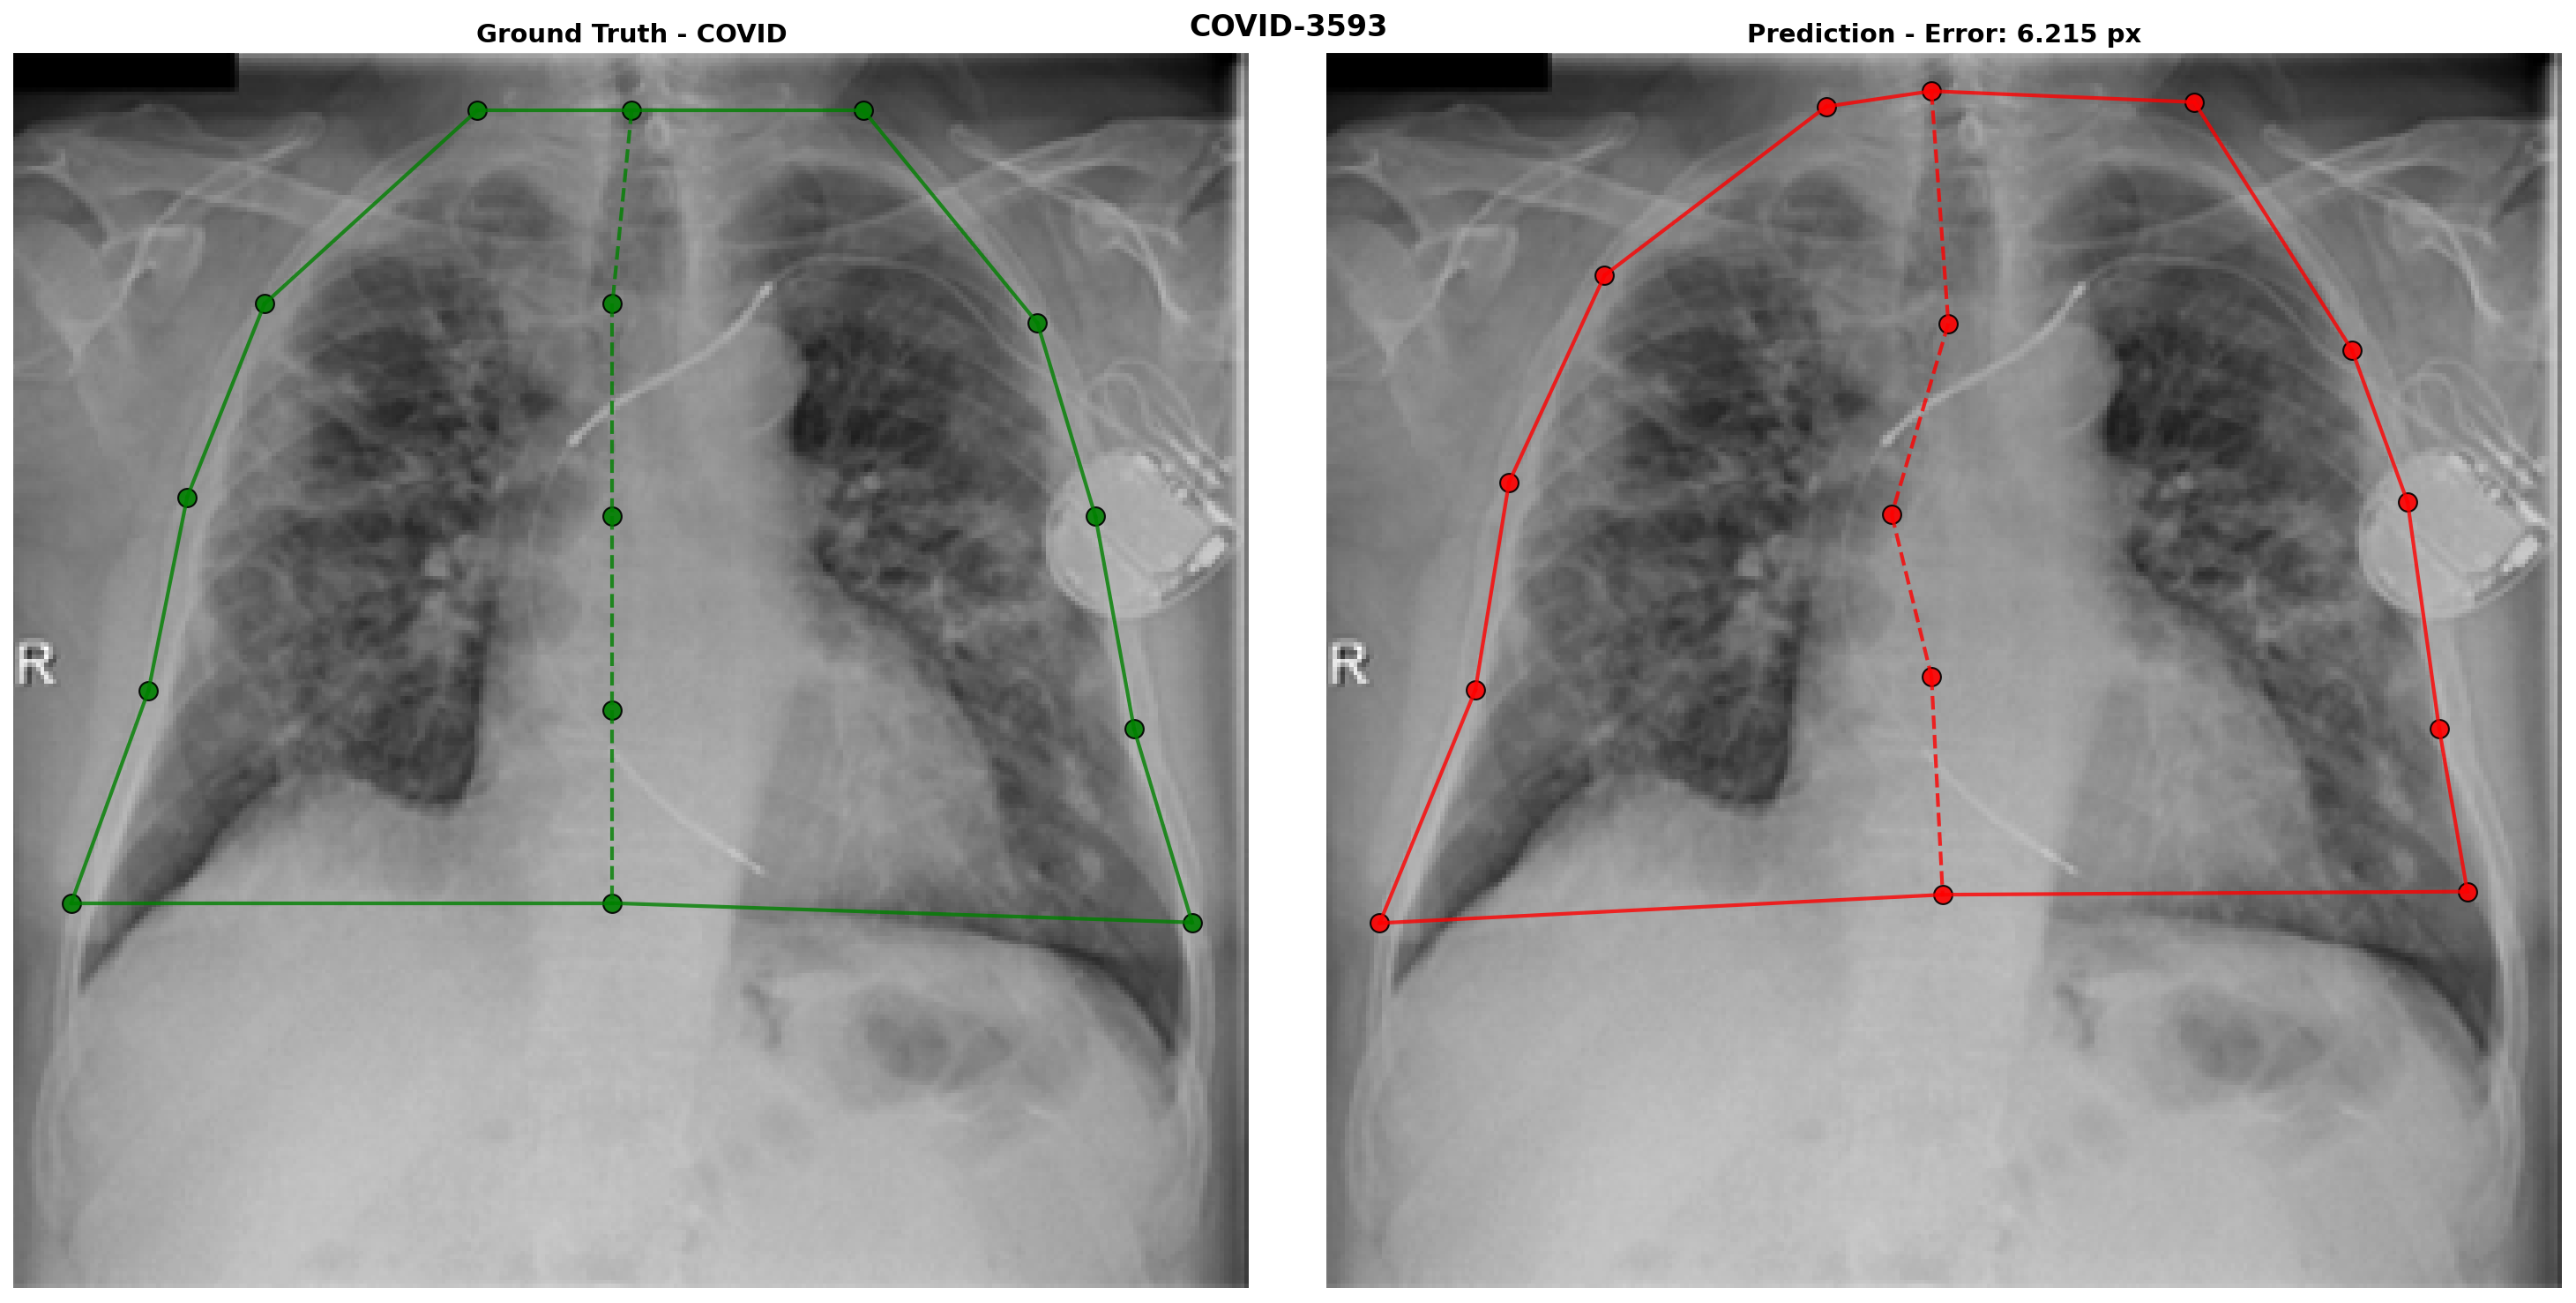 COVID-3593
Ground Truth - COVID
Prediction - Error: 6.215 px
R
R